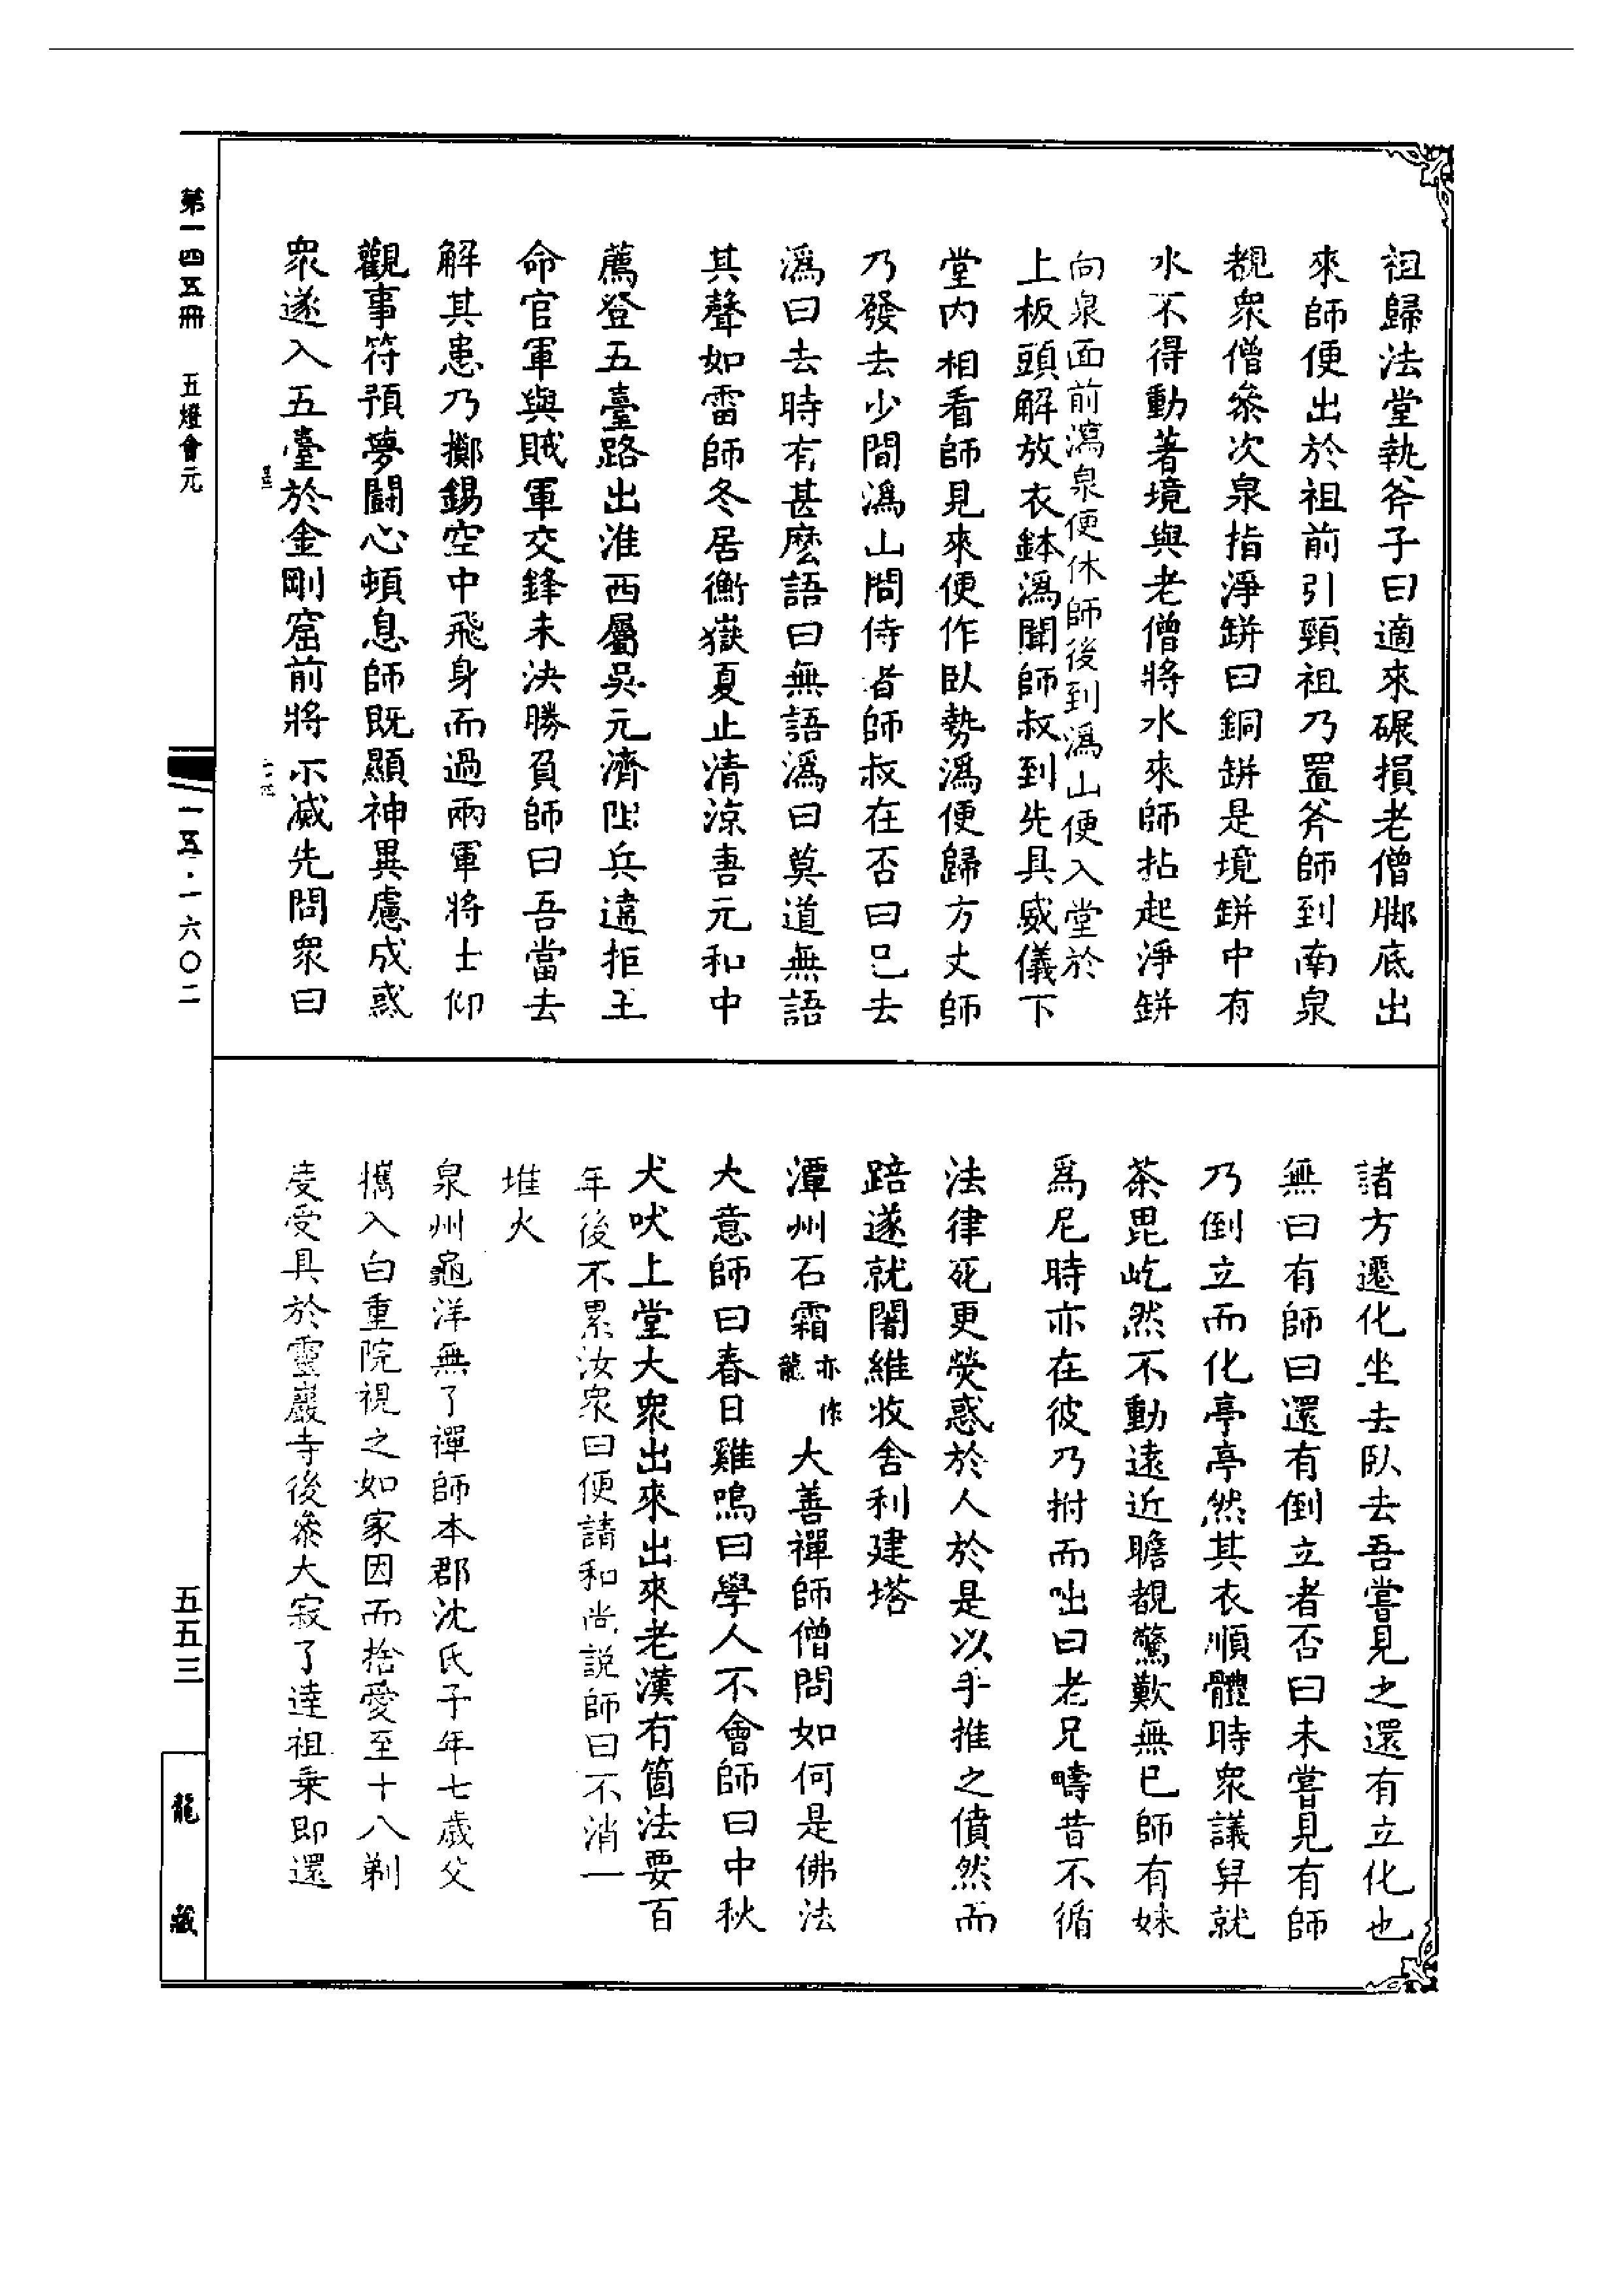 祖歸法堂執斧子曰適來碾損老僧脚底出
來師便出於祖前引頸祖乃置斧師到南泉
覩衆僧叅次泉指淨缾曰銅缾是境缾中有
水不得動著境與老僧將水來師拈起淨缾
向泉面前瀉泉便休師後到溈山便入堂於
上板頭解放衣鉢溈聞師叔到先具威儀下
堂内相看師見來便作臥勢溈便歸方丈師
乃發去少間溈山問侍者師叔在否曰已去
溈曰去時有甚麽語曰無語溈曰莫道無語
其聲如雷師冬居衡嶽夏止清涼吾元和中
薦登五臺路出淮西屬吳元濟阻兵違拒王
命官軍與賊軍交鋒未決勝負師曰吾當去
解其患乃擲錫空中飛身而過兩軍將士仰
觀事符預夢鬬心頓息師既顯神異慮成惑
衆遂入五臺於金剛窟前將示滅先問衆曰
諸方遷化坐去臥去吾嘗見之還有立化也
無曰有師曰還有倒立者否曰未嘗見有師
乃倒立而化亭亭然其衣順體時衆議舁就
茶毘屹然不動遠近瞻覩驚歎無已師有妹
爲尼時亦在彼乃拊而咄曰老兄疇昔不循
法律死更熒惑於人於是以手推之僨然而
踣遂就闍維收舍利建塔
潭州石霜亦作龍大善禪師僧問如何是佛法
大意師曰春日雞鳴曰學人不會師曰中秋
犬吠上堂大衆出來出來老漢有箇法要百
年後不累汝衆曰便請和尚説師曰不消一
堆火
泉州龜洋無了禪師本郡沈氏子年七歲父
攜入白重院視之如家因而捨愛至十八剃
度受具於靈巖寺後叅大寂了達祖乗即還
第一四五冊 五燈會元
一五·一六〇二
五五三
龍藏